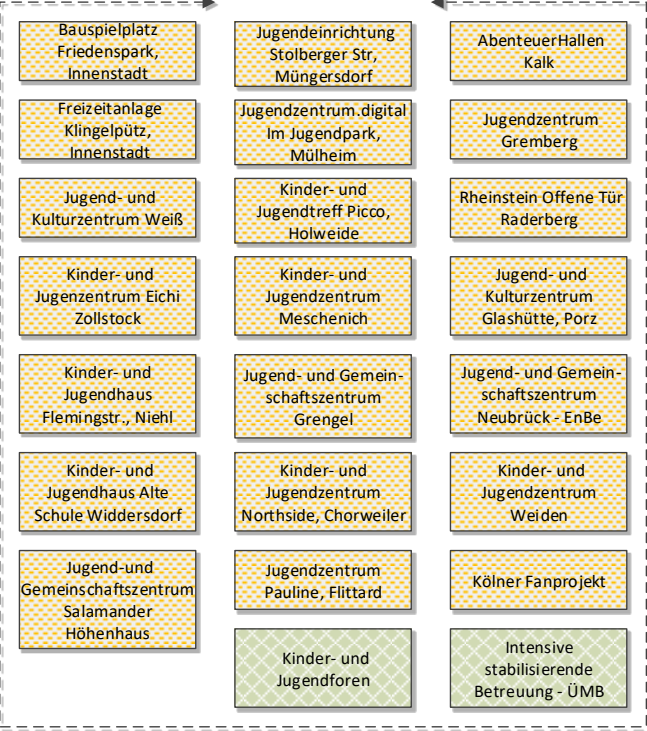 Bauspielplatz
Friedenspark,
Innenstadt
Jugendeinrichtung
Stolberger Str,
Müngersdorf
AbenteuerHallen
Kalk
Freizeitanlage
Klingelpütz,
Innenstadt
Jugendzentrum.digital
Im Jugendpark,
Mülheim
Jugendzentrum
Gremberg
Jugend- und
Kulturzentrum Weiß
Kinder- und
Jugendtreff Picco,
Holweide
Rheinstein Offene Tür
Raderberg
Kinder- und
Jugenzentrum Eichi
Zollstock
Kinder- und
Jugendzentrum
Meschenich
Jugend- und
Kulturzentrum
Glashütte, Porz
Kinder- und
Jugendhaus
Flemingstr., Niehl
Jugend- und Gemein-
schaftszentrum
Grengel
Jugend- und Gemein-
schaftszentrum
Neubrück - EnBe
Kinder- und
Jugendhaus Alte
Schule Widdersdorf
Kinder- und
Jugendzentrum
Northside, Chorweiler
Kinder- und
Jugendzentrum
Weiden
Jugend-und
Gemeinschaftszentrum
Salamander
Höhenhaus
Jugendzentrum
Pauline, Flittard
Kölner Fanprojekt
Kinder- und
Jugendforen
Intensive
stabilisierende
Betreuung - ÜMB